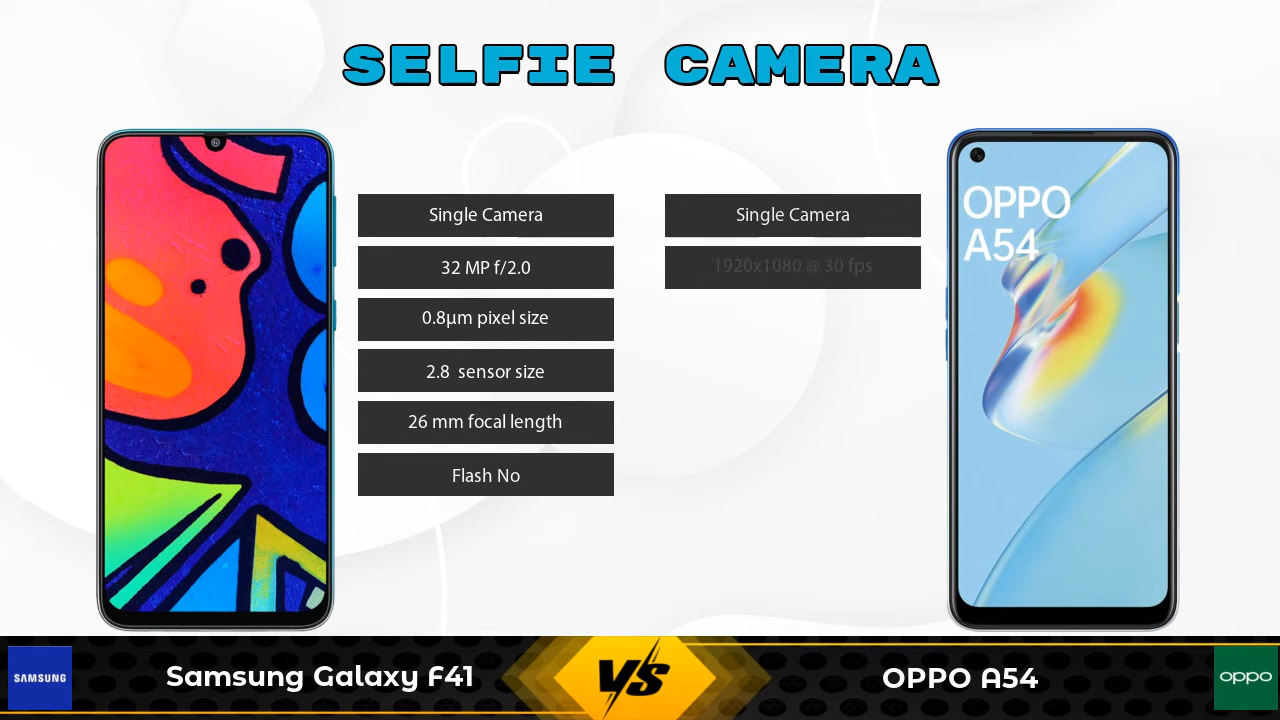 SELFIE CAMERA
Single Camera
32 MP f/2.0
0.8µm pixel size
2.8 sensor size
26 mm focal length
Flash No
Single Camera
1920x1080 @ 30 fps
OPPO
A54
SAMSUNG
Samsung Galaxy F41
VS
OPPO A54
oppo